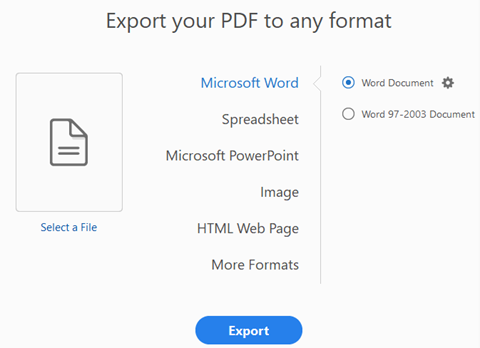 Export your PDF to any format
Microsoft Word
Word Document
Word 97-2003 Document
Spreadsheet
Microsoft PowerPoint
Image
Select a File
HTML Web Page
More Formats
Export